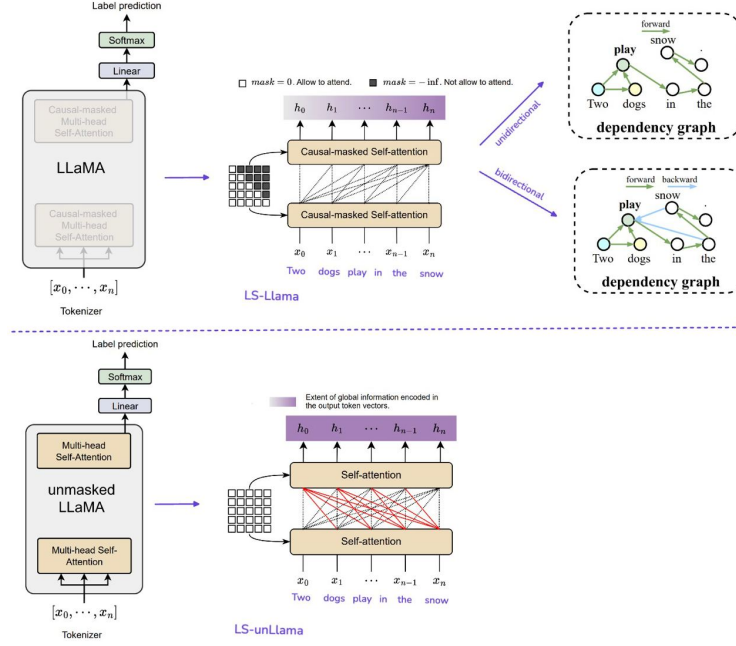 Label prediction
Softmax
Linear
Causal-masked
Multi-head
Self-Attention
LLaMA
Causal-masked
Multi-head
Self-Attention
[x₀, ⋯, xₙ]
Tokenizer
mask = 0. Allow to attend. mask = − inf. Not allow to attend.
h₀ h₁ ⋯ hₙ₋₁ hₙ
Causal-masked Self-attention
Causal-masked Self-attention
x₀ x₁ ⋯ xₙ₋₁ xₙ
Two dogs play in the snow
LS-Llama
unidirectional
bidirectional
forward
snow
.
play
Two dogs in the
dependency graph
forward backward
snow
.
play
Two dogs in the
dependency graph
Label prediction
Softmax
Linear
Multi-head
Self-Attention
unmasked
LLaMA
Multi-head Self-
Attention
[x₀, ⋯, xₙ]
Tokenizer
Extent of global information encoded in
the output token vectors.
h₀ h₁ ⋯ hₙ₋₁ hₙ
Self-attention
Self-attention
x₀ x₁ ⋯ xₙ₋₁ xₙ
Two dogs play in the snow
LS-unLlama